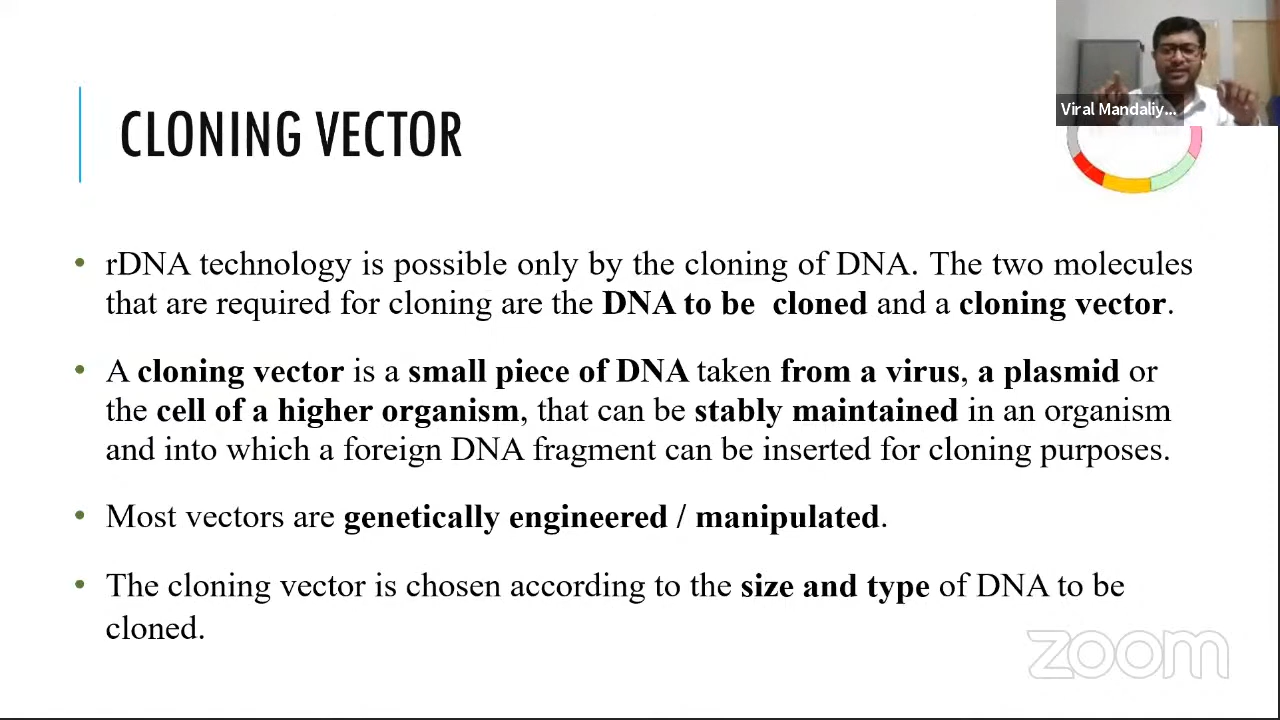 Viral Mandaliy...
CLONING VECTOR
• rDNA technology is possible only by the cloning of DNA. The two molecules
that are required for cloning are the DNA to be cloned and a cloning vector.
• A cloning vector is a small piece of DNA taken from a virus, a plasmid or
the cell of a higher organism, that can be stably maintained in an organism
and into which a foreign DNA fragment can be inserted for cloning purposes.
• Most vectors are genetically engineered / manipulated.
• The cloning vector is chosen according to the size and type of DNA to be
cloned.
zoom